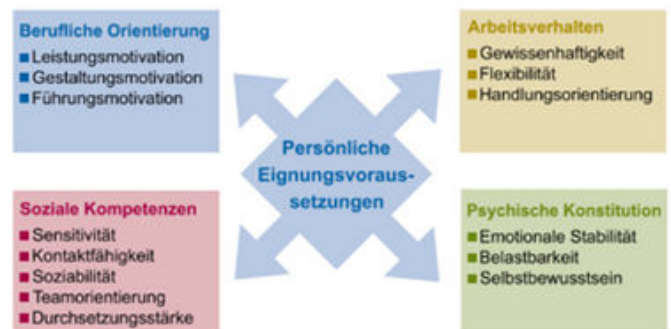 Berufliche Orientierung
Leistungsmotivation
Gestaltungsmotivation
Führungsmotivation
Arbeitsverhalten
Gewissenhaftigkeit
Flexibilität
Handlungsorientierung
Persönliche
Eignungsvoraus-
setzungen
Soziale Kompetenzen
Sensitivität
Kontaktfähigkeit
Soziabilität
Teamorientierung
Durchsetzungsstärke
Psychische Konstitution
Emotionale Stabilität
Belastbarkeit
Selbstbewusstsein